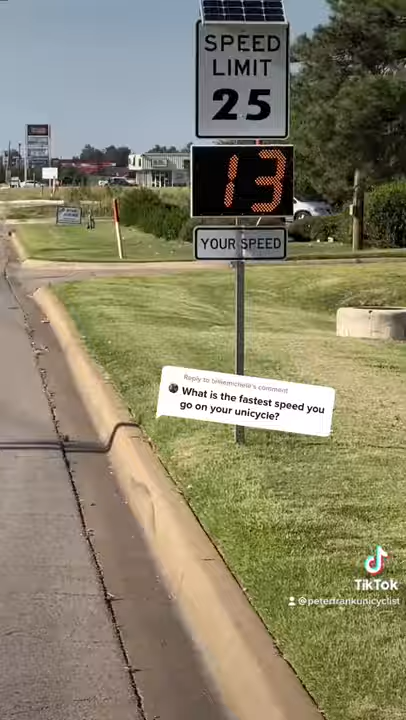 SPEED
LIMIT
25
13
YOUR SPEED
Reply to
comment
What is the fastest speed you
go on your unicycle?
TikTok
@peterfrankunicyclist